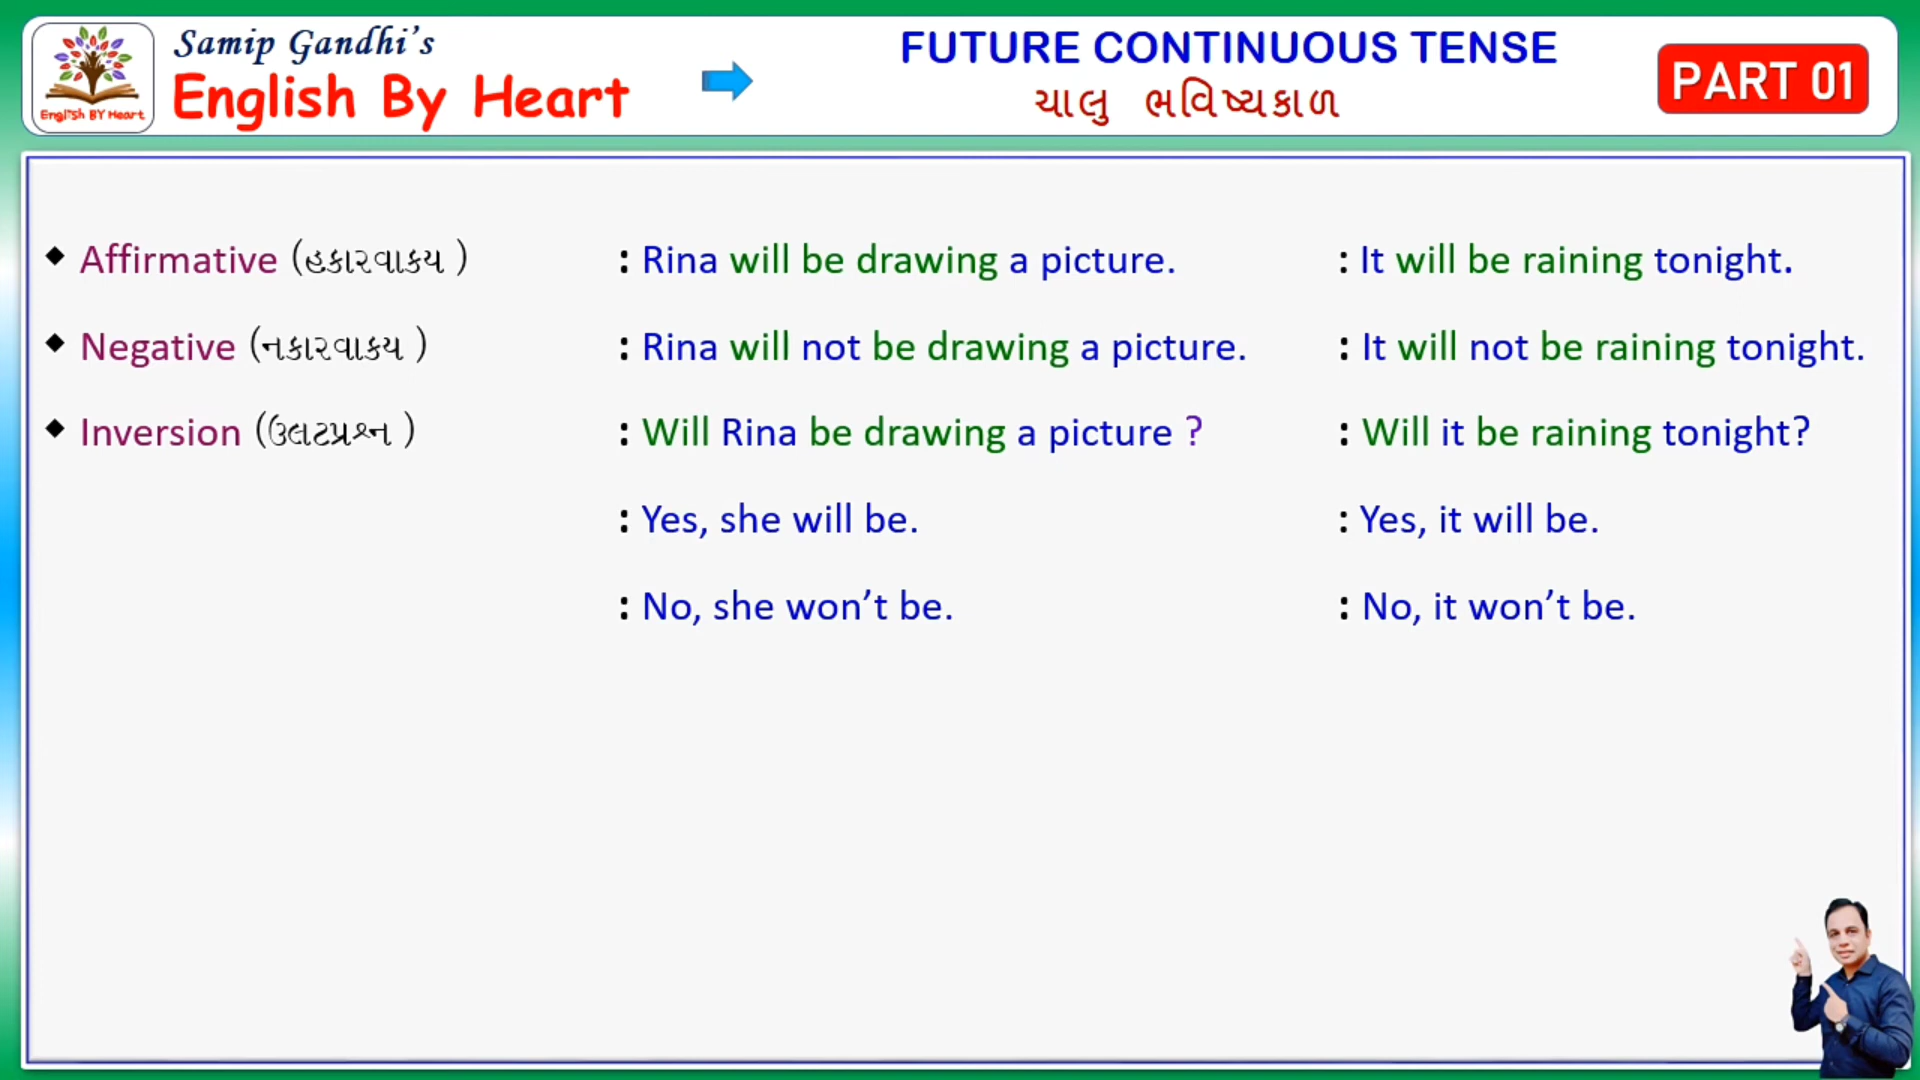 Samip Gandhi's
English By Heart
English BY Heart
FUTURE CONTINUOUS TENSE
ચાલુ ભવિષ્યકાળ
PART 01
◆ Affirmative (હકારવાકય ) : Rina will be drawing a picture. : It will be raining tonight.
◆ Negative (નકારવાકય ) : Rina will not be drawing a picture. : It will not be raining tonight.
◆ Inversion (ઉલટપ્રશ્ન ) : Will Rina be drawing a picture ? : Will it be raining tonight?
: Yes, she will be. : Yes, it will be.
: No, she won't be. : No, it won't be.